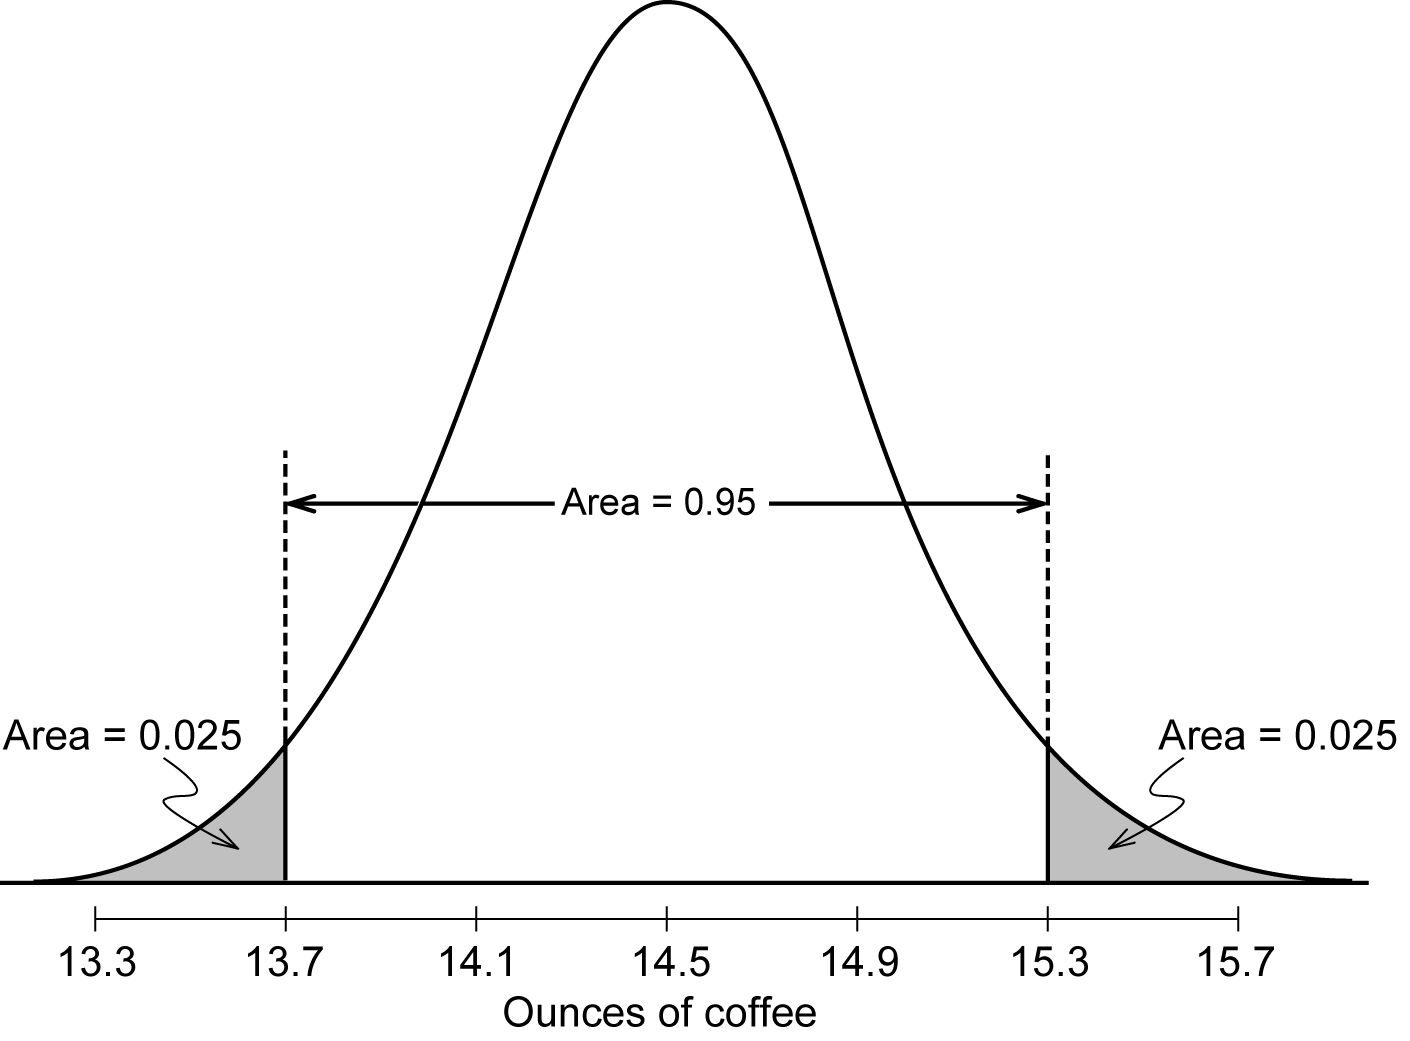 Area = 0.95
Area = 0.025
Area = 0.025
13.3 13.7 14.1 14.5 14.9 15.3 15.7
Ounces of coffee